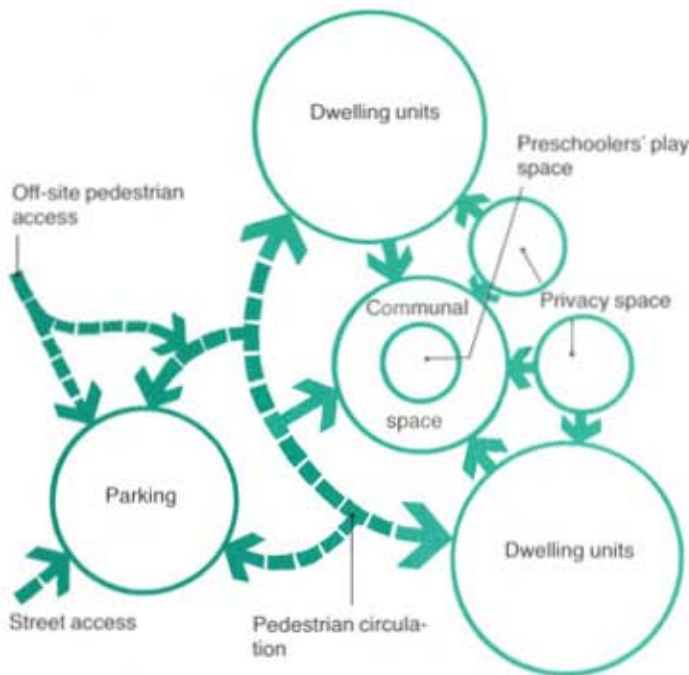 Dwelling units
Preschoolers' play
space
Off-site pedestrian
access
Communal
Privacy space
space
Parking
Dwelling units
Street access
Pedestrian circula-
tion